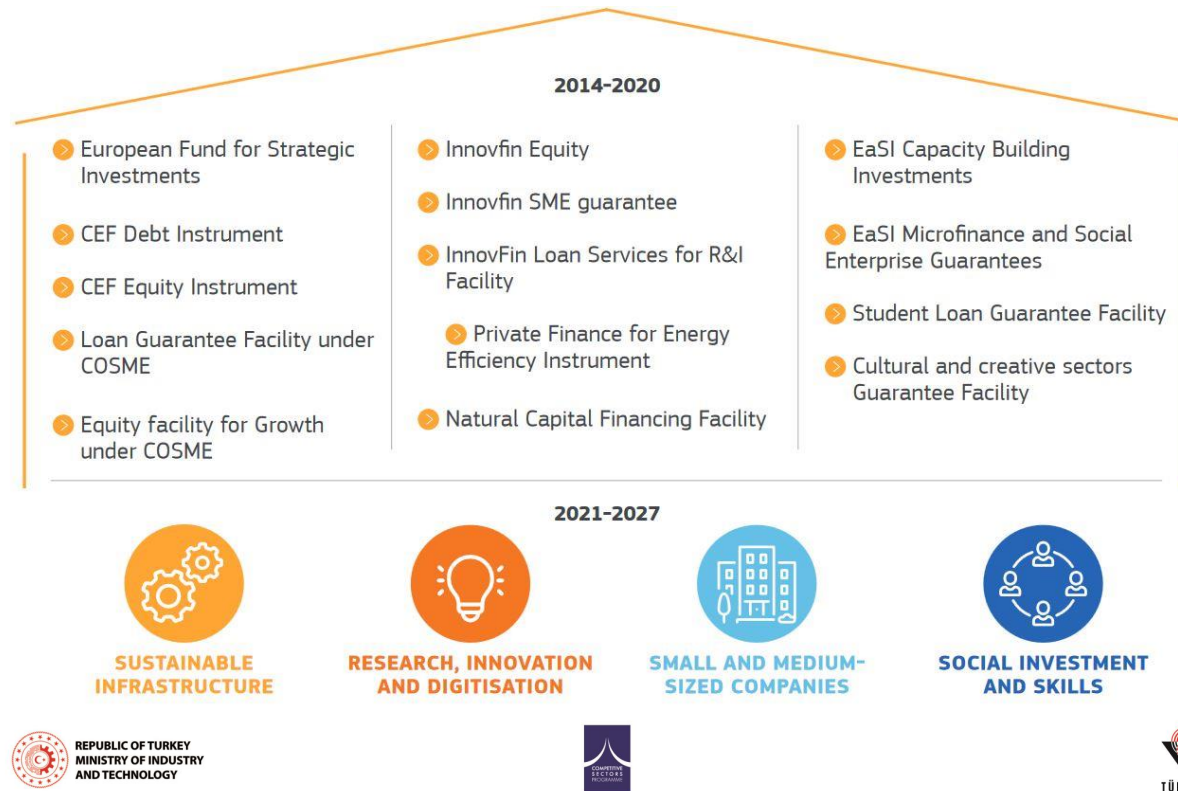 2014-2020
European Fund for Strategic
Investments
CEF Debt Instrument
CEF Equity Instrument
Loan Guarantee Facility under
COSME
Equity facility for Growth
under COSME
Innovfin Equity
Innovfin SME guarantee
InnovFin Loan Services for R&I
Facility
Private Finance for Energy
Efficiency Instrument
Natural Capital Financing Facility
EaSI Capacity Building
Investments
EaSI Microfinance and Social
Enterprise Guarantees
Student Loan Guarantee Facility
Cultural and creative sectors
Guarantee Facility
2021-2027
SUSTAINABLE
INFRASTRUCTURE
RESEARCH, INNOVATION
AND DIGITISATION
SMALL AND MEDIUM-
SIZED COMPANIES
SOCIAL INVESTMENT
AND SKILLS
REPUBLIC OF TURKEY
MINISTRY OF INDUSTRY
AND TECHNOLOGY
COMPETITIVE
SECTORS
PROGRAMME